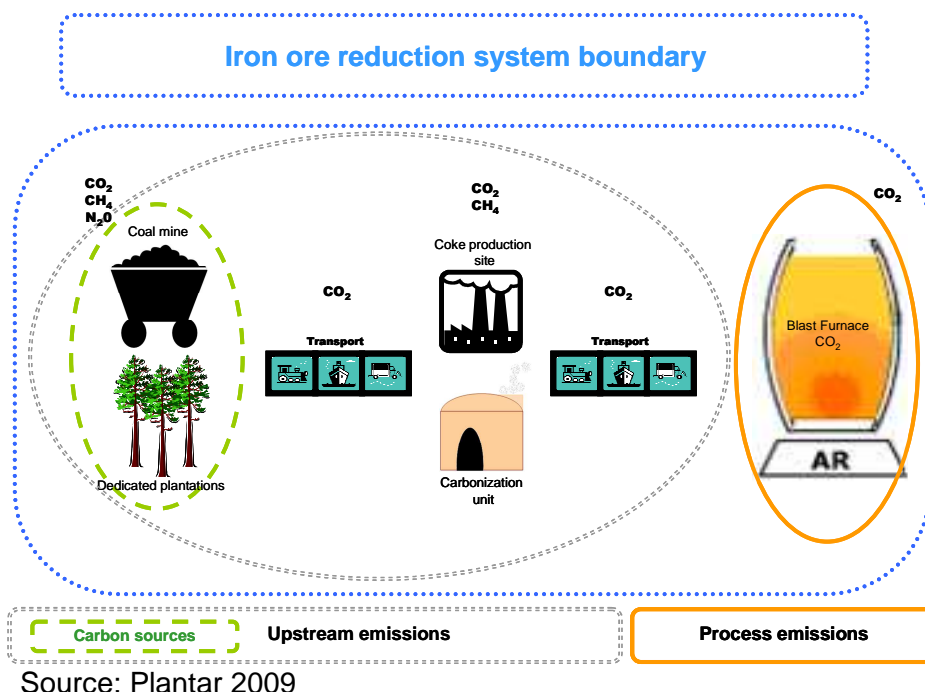 Iron ore reduction system boundary
CO₂
CH₄
N₂0
Coal mine
Dedicated plantations
CO₂
Transport
CO₂
CH₄
Coke production
site
Carbonization
unit
CO₂
Transport
CO₂
Blast Furnace
CO₂
AR
Carbon sources
Upstream emissions
Process emissions
Source: Plantar 2009